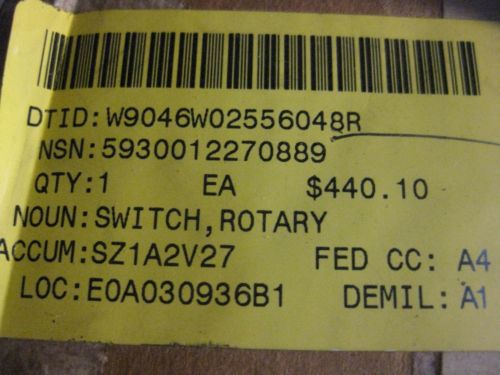 DTID:W9046W02556048R
NSN:5930012270889
QTY:1 EA $440.10
NOUN:SWITCH,ROTARY
ACCUM:SZ1A2V27 FED CC: A4
LOC:E0A030936B1 DEMIL:A1